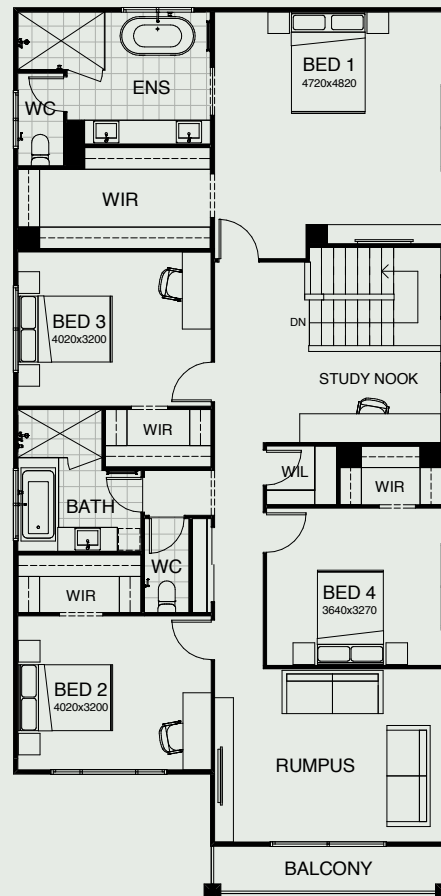 BED 1
4720x4820
ENS
WC
WIR
BED 3
4020x3200
DN
STUDY NOOK
WIR
WIL
WIR
BATH
WC
WIR
BED 4
3640x3270
BED 2
4020x3200
RUMPUS
BALCONY